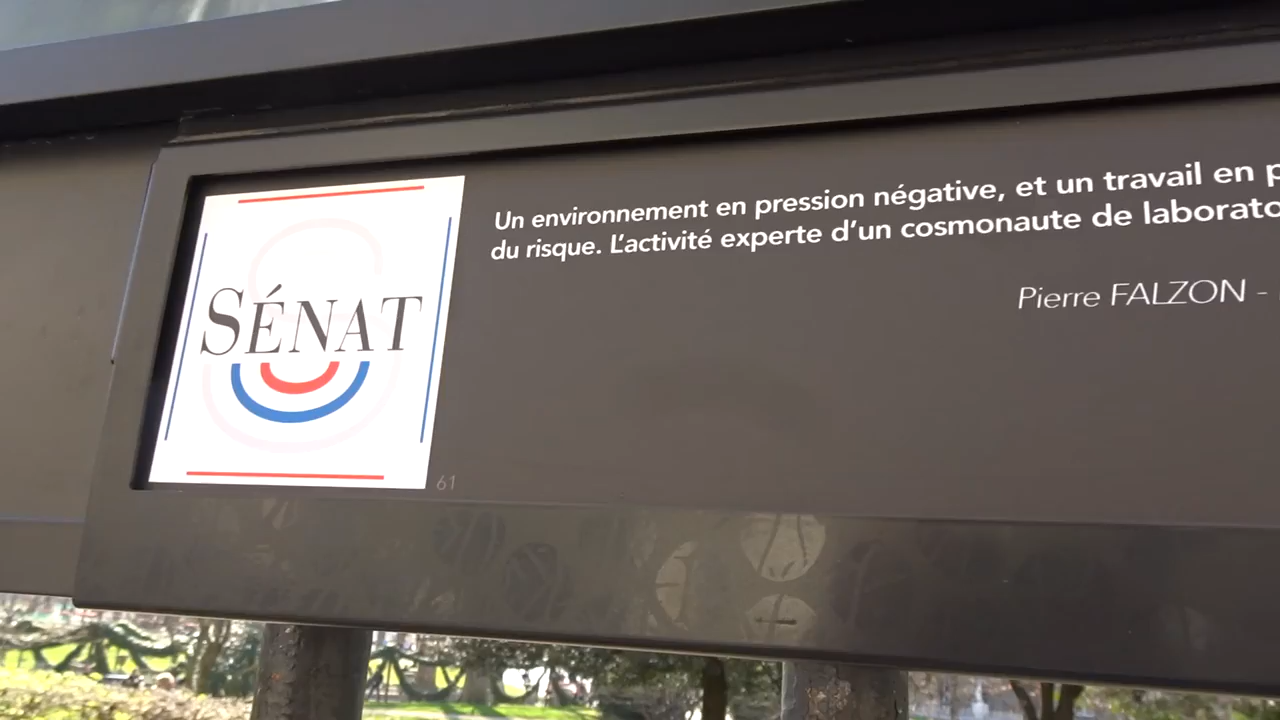 SÉNAT
Un environnement en pression négative, et un travail en
du risque. L'activité experte d'un cosmonaute de
Pierre FALZON -
61